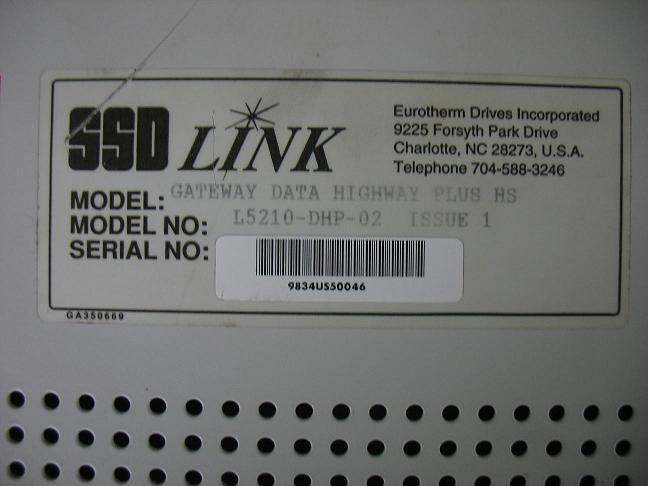 SSD LINK
Eurotherm Drives Incorporated
9225 Forsyth Park Drive
Charlotte, NC 28273, U.S.A.
Telephone 704-588-3246
MODEL: GATEWAY DATA HIGHWAY PLUS HS
MODEL NO: L5210-DHP-02 ISSUE 1
SERIAL NO:
9834US50046
GA350669